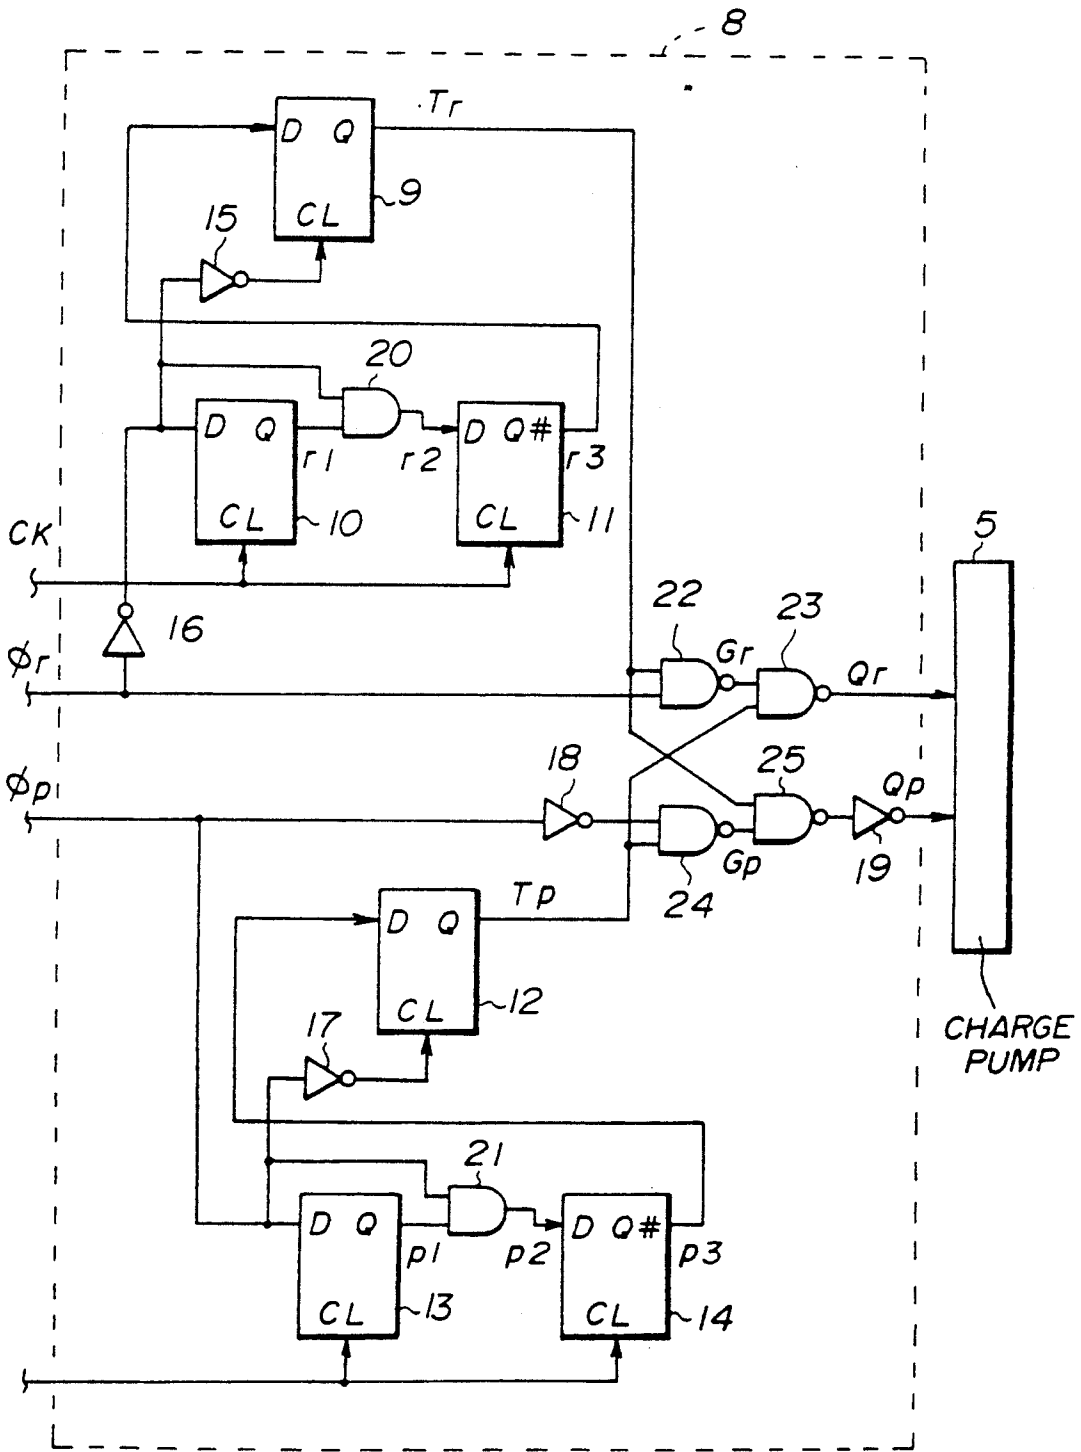 8
Tr
D Q
9
CL
15
20
D Q
r1
r2
D Q#
r3
CL
10
CL
11
CK
5
16
22
23
Φr
Gr
Qr
18
25
Φp
Qp
Gp
19
24
Tp
D Q
12
CL
17
CHARGE
PUMP
21
D Q
p1
p2
D Q#
p3
CL
13
CL
14